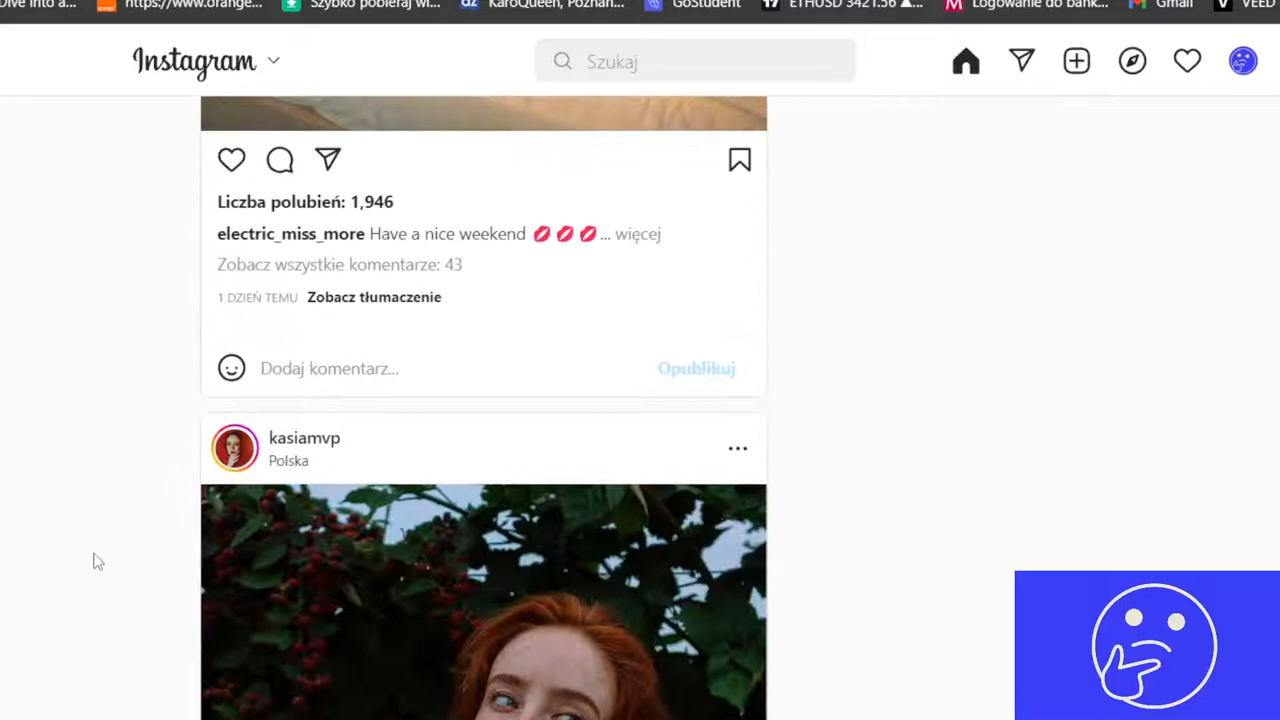 Dive into a... https://www.orange... Szybko pobieraj wi... KaroQueen, Poznań... GoStudent ETHUSD 3421.56 ▲... Logowanie do bank... Gmail VEED
Instagram Szukaj
Liczba polubień: 1,946
electric_miss_more Have a nice weekend 💋💋💋... więcej
Zobacz wszystkie komentarze: 43
1 DZIEŃ TEMU Zobacz tłumaczenie
Dodaj komentarz... Opublikuj
kasiamvp
Polska